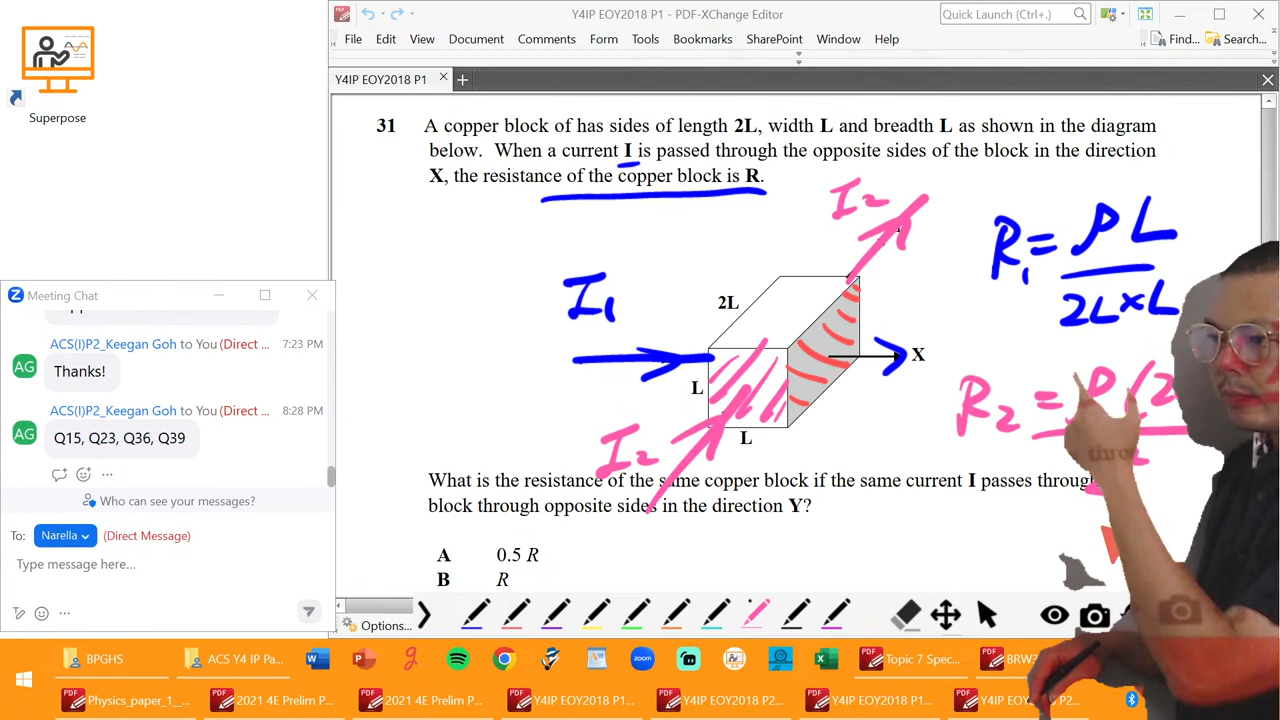 Superpose
Y4IP EOY2018 P1 - PDF-XChange Editor
Quick Launch (Ctrl+.)
File Edit View Document Comments Form Tools Bookmarks SharePoint Window Help
Find... Search...
Y4IP EOY2018 P1
31 A copper block of has sides of length 2L, width L and breadth L as shown in the diagram
below. When a current I is passed through the opposite sides of the block in the direction
X, the resistance of the copper block is R.
I2
R1 = ρL
2L×L
I1
2L
X
L
L
I2
R2 = ρ(2
What is the resistance of the same copper block if the same current I passes through
block through opposite sides in the direction Y?
A 0.5 R
B R
Options...
Meeting Chat
ACS(I)P2_Keegan Goh to You (Direct ... 7:23 PM
AG
Thanks!
ACS(I)P2_Keegan Goh to You (Direct ... 8:28 PM
AG
Q15, Q23, Q36, Q39
Who can see your messages?
To: Narella (Direct Message)
Type message here...
BPGHS
ACS Y4 IP Pa...
Topic 7 Spec...
BRW3
Physics_paper_1_...
2021 4E Prelim P...
2021 4E Prelim P...
Y4IP EOY2018 P1...
Y4IP EOY2018 P2...
Y4IP EOY2018 P1...
Y4IP EOY2018 P2...